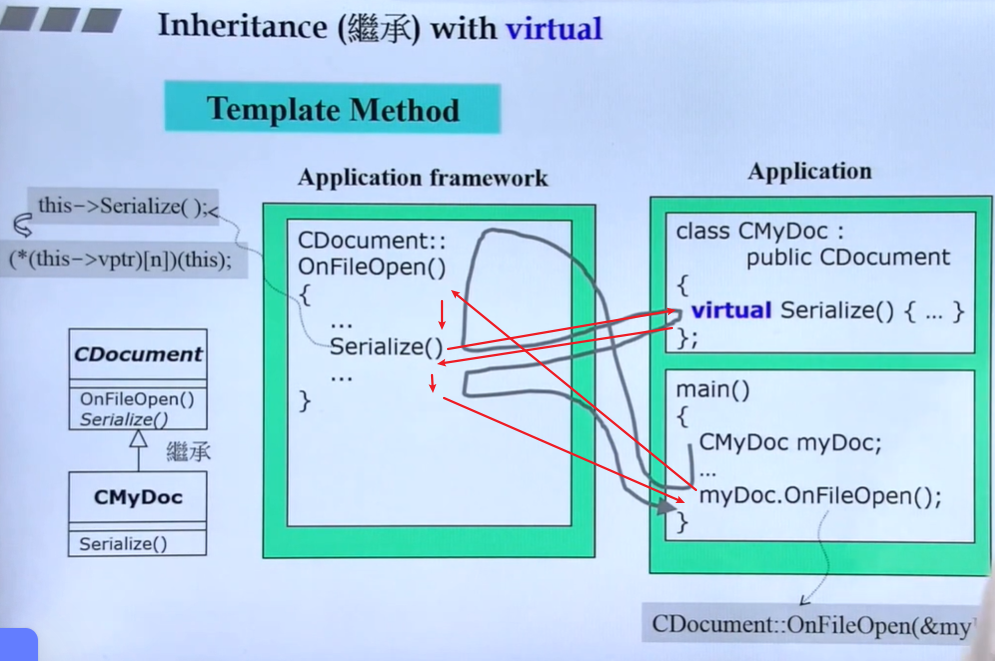 Inheritance (繼承) with virtual
Template Method
Application framework
Application
this->Serialize( );
(*(this->vptr)[n])(this);
CDocument::
OnFileOpen()
{
...
Serialize()
...
}
class CMyDoc :
public CDocument
{
virtual Serialize() { ... }
};
main()
{
CMyDoc myDoc;
...
myDoc.OnFileOpen();
}
CDocument
OnFileOpen()
Serialize()
繼承
CMyDoc
Serialize()
CDocument::OnFileOpen(&my